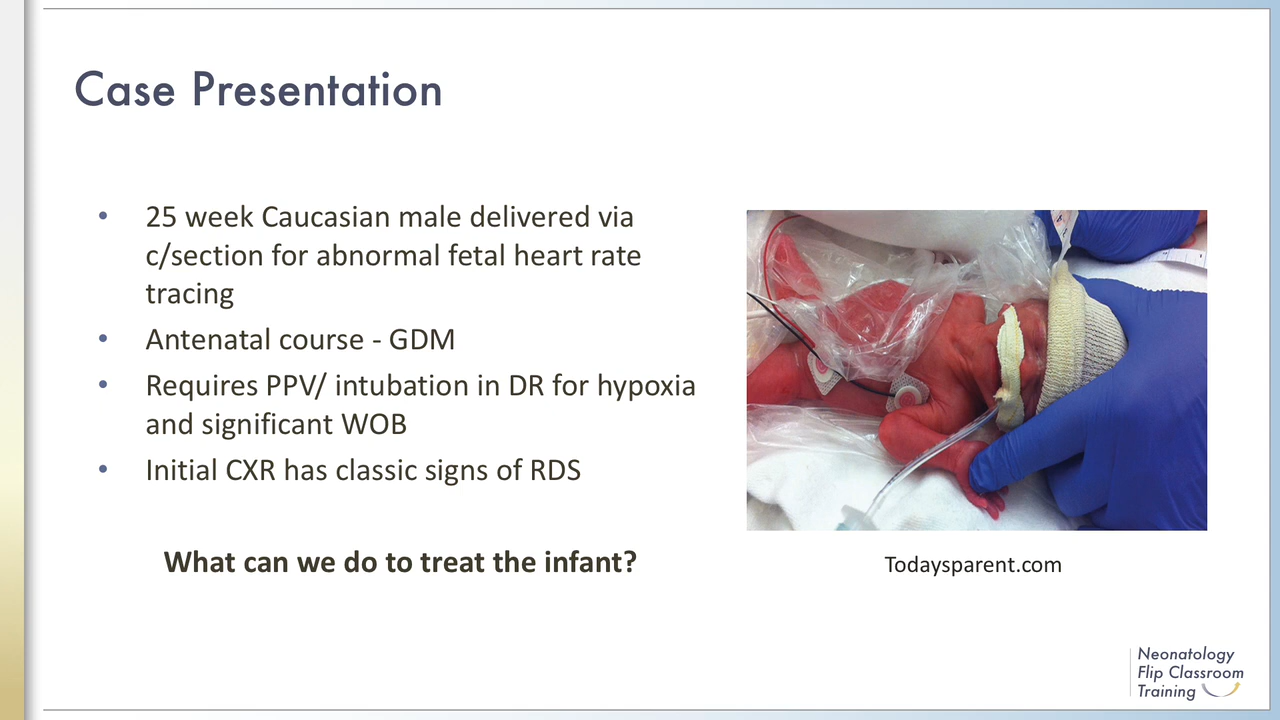 Case Presentation
• 25 week Caucasian male delivered via
c/section for abnormal fetal heart rate
tracing
• Antenatal course - GDM
• Requires PPV/ intubation in DR for hypoxia
and significant WOB
• Initial CXR has classic signs of RDS
What can we do to treat the infant?
Todaysparent.com
Neonatology
Flip Classroom
Training